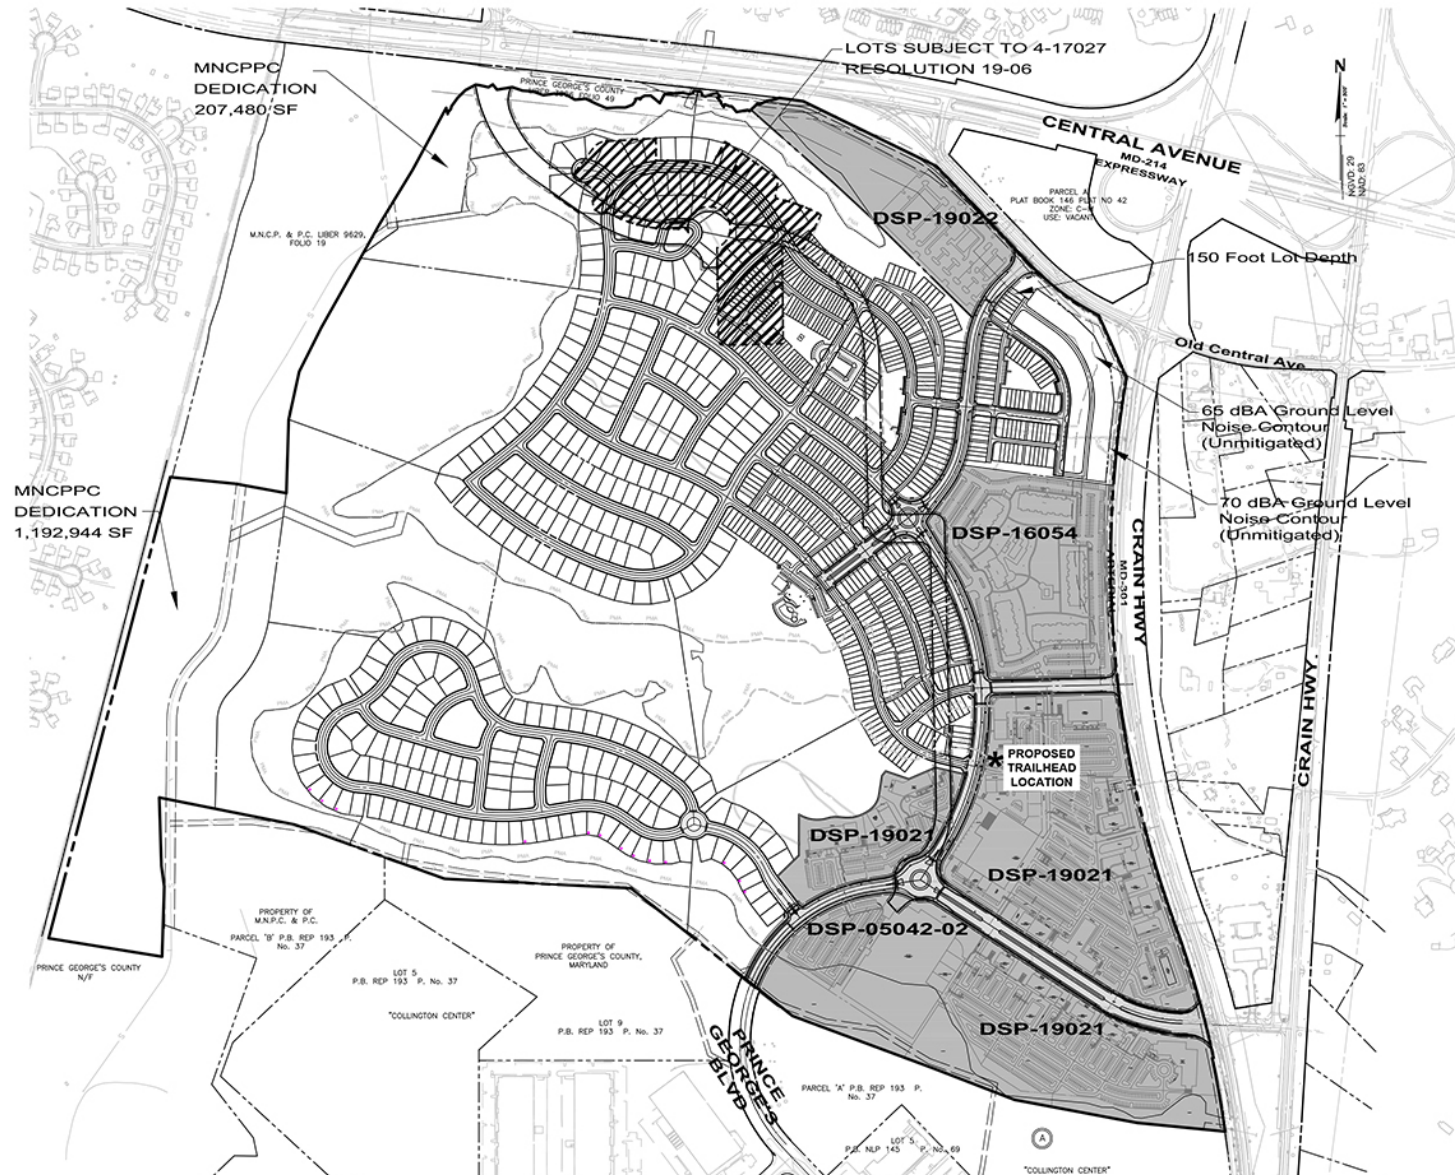 LOTS SUBJECT TO 4-17027
RESOLUTION 19-06
MNCPPC
DEDICATION
207,480 SF
PRINCE GEORGE'S COUNTY
N
NGVD: 29
NAD: 83
CENTRAL AVENUE
MD-214
EXPRESSWAY
PARCEL A
PLAT BOOK 146 PLAT NO 42
USE: VACANT
DSP-19022
M.N.C.P. & P.C. LIBER 9629,
FOLIO 19
150 Foot Lot Depth
Old Central Ave
65 dBA Ground Level
Noise Contour
(Unmitigated)
MNCPPC
DEDICATION
1,192,944 SF
70 dBA Ground Level
Noise Contour
(Unmitigated)
DSP-16054
CRAIN HWY
MD-301
ARTERIAL
CRAIN HWY.
*
PROPOSED
TRAILHEAD
LOCATION
DSP-19021
DSP-19021
DSP-05042-02
DSP-19021
PROPERTY OF
M.N.P.C. & P.C.
PARCEL 'B' P.B. REP 193 P.
No. 37
PRINCE GEORGE'S COUNTY
N/F
LOT 5
P.B. REP 193 P. No. 37
"COLLINGTON CENTER"
PROPERTY OF
PRINCE GEORGE'S COUNTY,
MARYLAND
LOT 9
P.B. REP 193 P. No. 37
PRINCE
GEORGE'S
BLVD
PARCEL 'A' P.B. REP 193 P.
No. 37
LOT 5
P.B. NLP 145 P. No. 69
A
"COLLINGTON CENTER"